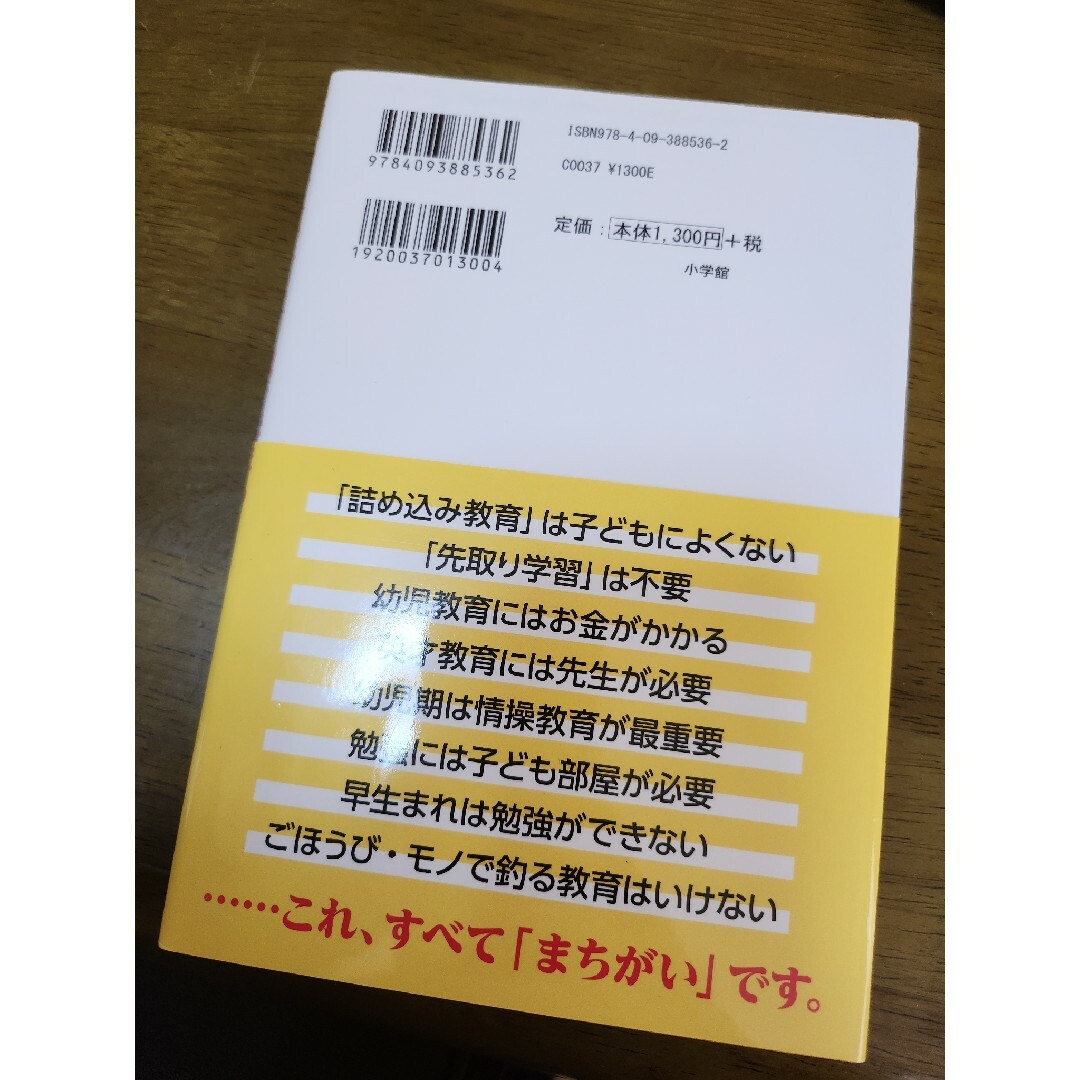 ISBN978-4-09-388536-2
9784093885362
C0037 ¥1300E
1920037013004
定価：本体1,300円＋税
小学館
「詰め込み教育」は子どもによくない
「先取り学習」は不要
幼児教育にはお金がかかる
英才教育には先生が必要
幼児期は情操教育が最重要
勉強には子ども部屋が必要
早生まれは勉強ができない
ごほうび・モノで釣る教育はいけない
……これ、すべて「まちがい」です。